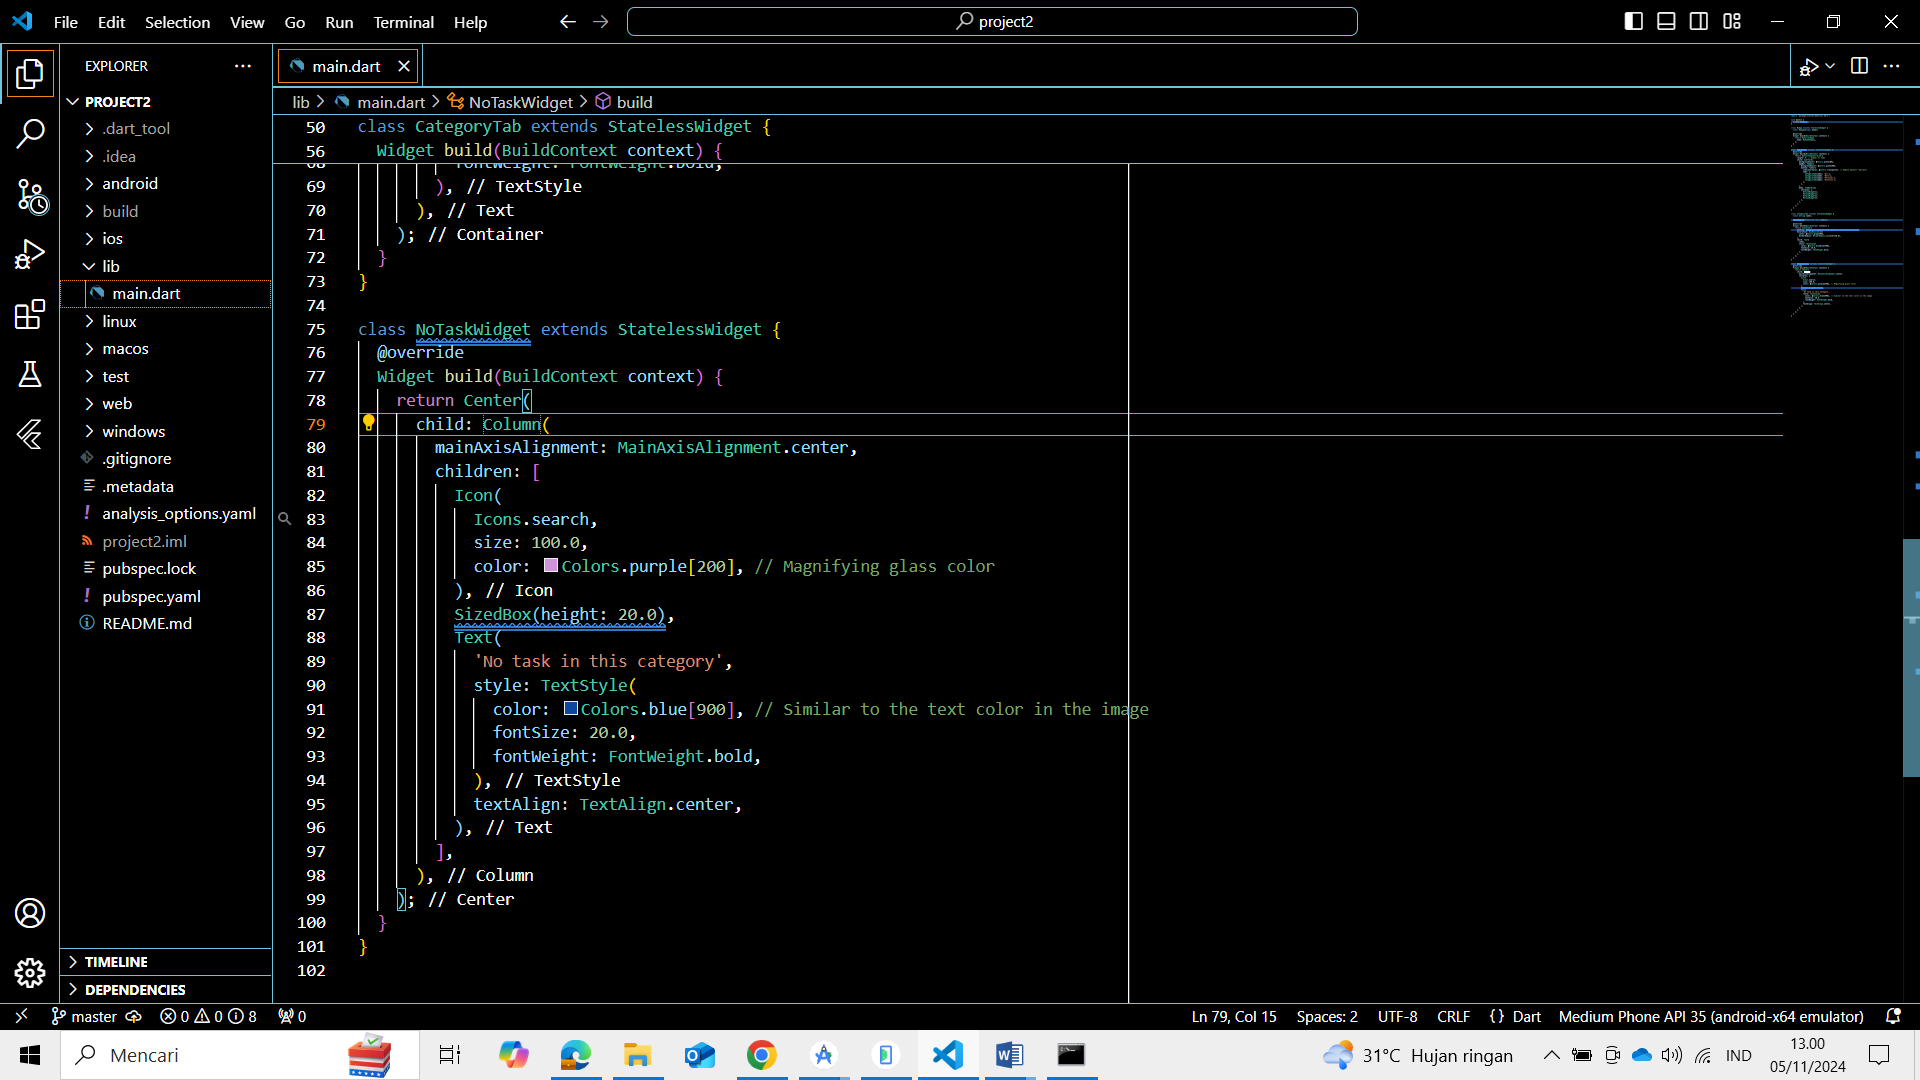 File Edit Selection View Go Run Terminal Help
project2
EXPLORER
main.dart
PROJECT2
.dart_tool
.idea
android
build
ios
lib
main.dart
linux
macos
test
web
windows
.gitignore
.metadata
analysis_options.yaml
project2.iml
pubspec.lock
pubspec.yaml
README.md
TIMELINE
DEPENDENCIES
lib > main.dart > NoTaskWidget > build
50 class CategoryTab extends StatelessWidget {
56 Widget build(BuildContext context) {
68 fontWeight: FontWeight.bold,
69 ), // TextStyle
70 ), // Text
71 ); // Container
72 }
73 }
74
75 class NoTaskWidget extends StatelessWidget {
76 @override
77 Widget build(BuildContext context) {
78 return Center(
79 child: Column(
80 mainAxisAlignment: MainAxisAlignment.center,
81 children: [
82 Icon(
83 Icons.search,
84 size: 100.0,
85 color: Colors.purple[200], // Magnifying glass color
86 ), // Icon
87 SizedBox(height: 20.0),
88 Text(
89 'No task in this category',
90 style: TextStyle(
91 color: Colors.blue[900], // Similar to the text color in the image
92 fontSize: 20.0,
93 fontWeight: FontWeight.bold,
94 ), // TextStyle
95 textAlign: TextAlign.center,
96 ), // Text
97 ],
98 ), // Column
99 ); // Center
100 }
101 }
102
master 0 0 8 0 Ln 79, Col 15 Spaces: 2 UTF-8 CRLF {} Dart Medium Phone API 35 (android-x64 emulator)
Mencari 31°C Hujan ringan IND 13.00
05/11/2024